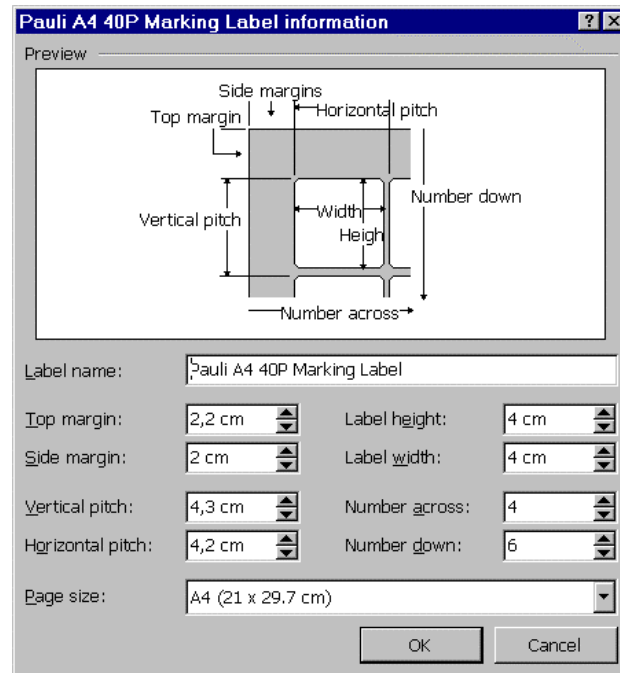 Pauli A4 40P Marking Label information
Preview
Side margins
Top margin
Horizontal pitch
Number down
Vertical pitch
Width
Heigh
Number across
Label name: Pauli A4 40P Marking Label
Top margin: 2,2 cm Label height: 4 cm
Side margin: 2 cm Label width: 4 cm
Vertical pitch: 4,3 cm Number across: 4
Horizontal pitch: 4,2 cm Number down: 6
Page size: A4 (21 x 29.7 cm)
OK Cancel